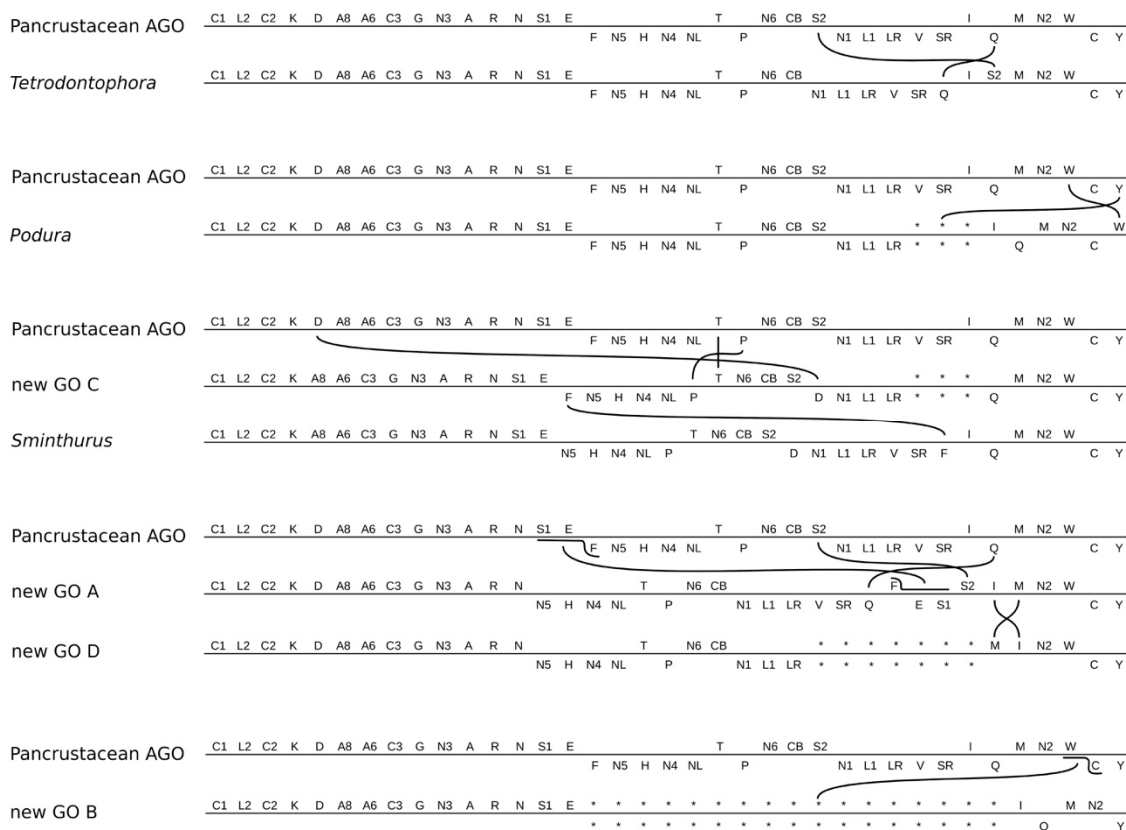 C1 L2 C2 K D A8 A6 C3 G N3 A R N S1 E T N6 CB S2 I M N2 W
Pancrustacean AGO
F N5 H N4 NL P N1 L1 LR V SR Q C Y
C1 L2 C2 K D A8 A6 C3 G N3 A R N S1 E T N6 CB I S2 M N2 W
Tetrodontophora
F N5 H N4 NL P N1 L1 LR V SR Q C Y
C1 L2 C2 K D A8 A6 C3 G N3 A R N S1 E T N6 CB S2 I M N2 W
Pancrustacean AGO
F N5 H N4 NL P N1 L1 LR V SR Q C Y
C1 L2 C2 K D A8 A6 C3 G N3 A R N S1 E T N6 CB S2 * * * I M N2 W
Podura
F N5 H N4 NL P N1 L1 LR * * * Q C
C1 L2 C2 K D A8 A6 C3 G N3 A R N S1 E T N6 CB S2 I M N2 W
Pancrustacean AGO
F N5 H N4 NL P N1 L1 LR V SR Q C Y
C1 L2 C2 K A8 A6 C3 G N3 A R N S1 E T N6 CB S2 * * * M N2 W
new GO C
F N5 H N4 NL P D N1 L1 LR * * * Q C Y
C1 L2 C2 K A8 A6 C3 G N3 A R N S1 E T N6 CB S2 I M N2 W
Sminthurus
N5 H N4 NL P D N1 L1 LR V SR F Q C Y
C1 L2 C2 K D A8 A6 C3 G N3 A R N S1 E T N6 CB S2 I M N2 W
Pancrustacean AGO
F N5 H N4 NL P N1 L1 LR V SR Q C Y
C1 L2 C2 K D A8 A6 C3 G N3 A R N T N6 CB F S2 I M N2 W
new GO A
N5 H N4 NL P N1 L1 LR V SR Q E S1 C Y
C1 L2 C2 K D A8 A6 C3 G N3 A R N T N6 CB * * * * * * * M I N2 W
new GO D
N5 H N4 NL P N1 L1 LR * * * * * * * C Y
C1 L2 C2 K D A8 A6 C3 G N3 A R N S1 E T N6 CB S2 I M N2 W
Pancrustacean AGO
F N5 H N4 NL P N1 L1 LR V SR Q C Y
C1 L2 C2 K D A8 A6 C3 G N3 A R N S1 E * * * * * * * * * * * * * * * * * I M N2
new GO B
* * * * * * * * * * * * * * * * * Q Y